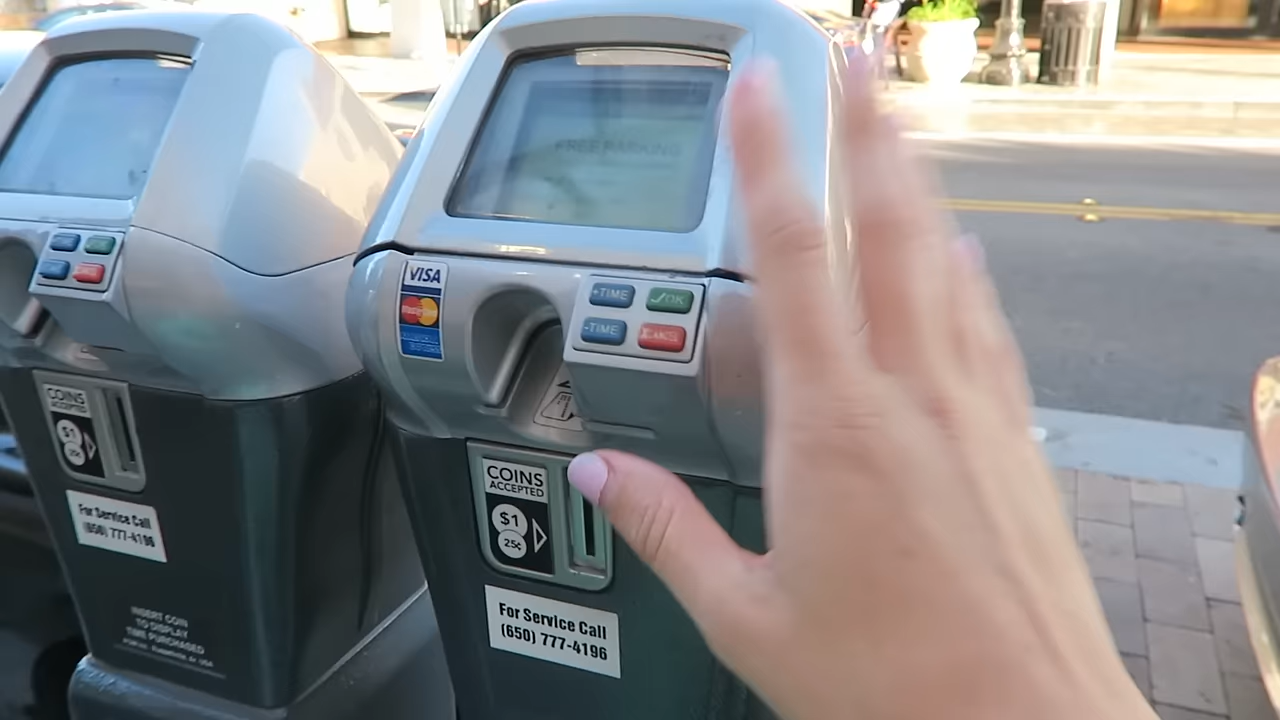 FREE PARKING
VISA
MasterCard
+TIME
OK
-TIME
CANCEL
COINS
ACCEPTED
$1
25¢
For Service Call
(650) 777-4196
COINS
ACCEPTED
$1
25¢
For Service Call
(650) 777-4196
INSERT COIN
TO DISPLAY
TIME PURCHASED